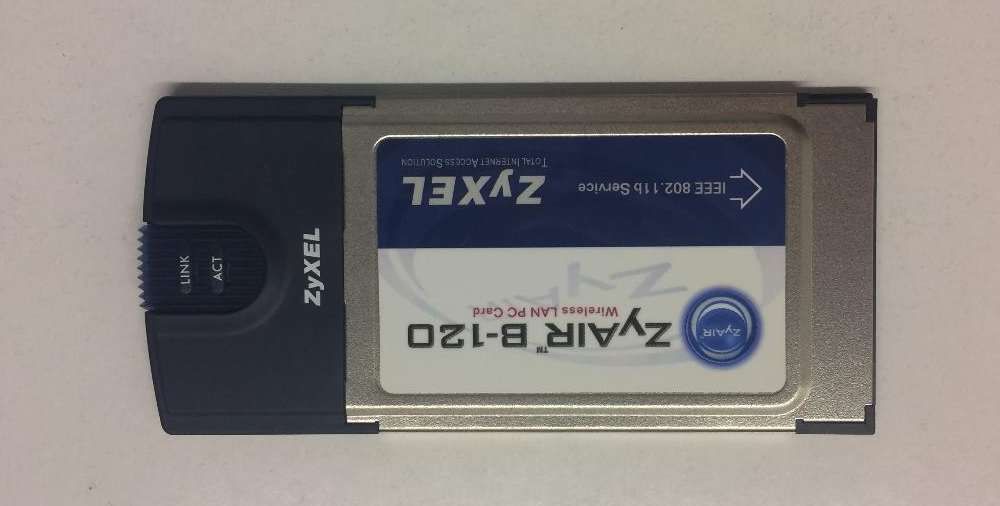 ZyAIR™ B-120
Wireless LAN PC Card
ZyAIR
ZyAIR
IEEE 802.11b Service
ZyXEL
TOTAL INTERNET ACCESS SOLUTION
LINK
ACT
ZyXEL